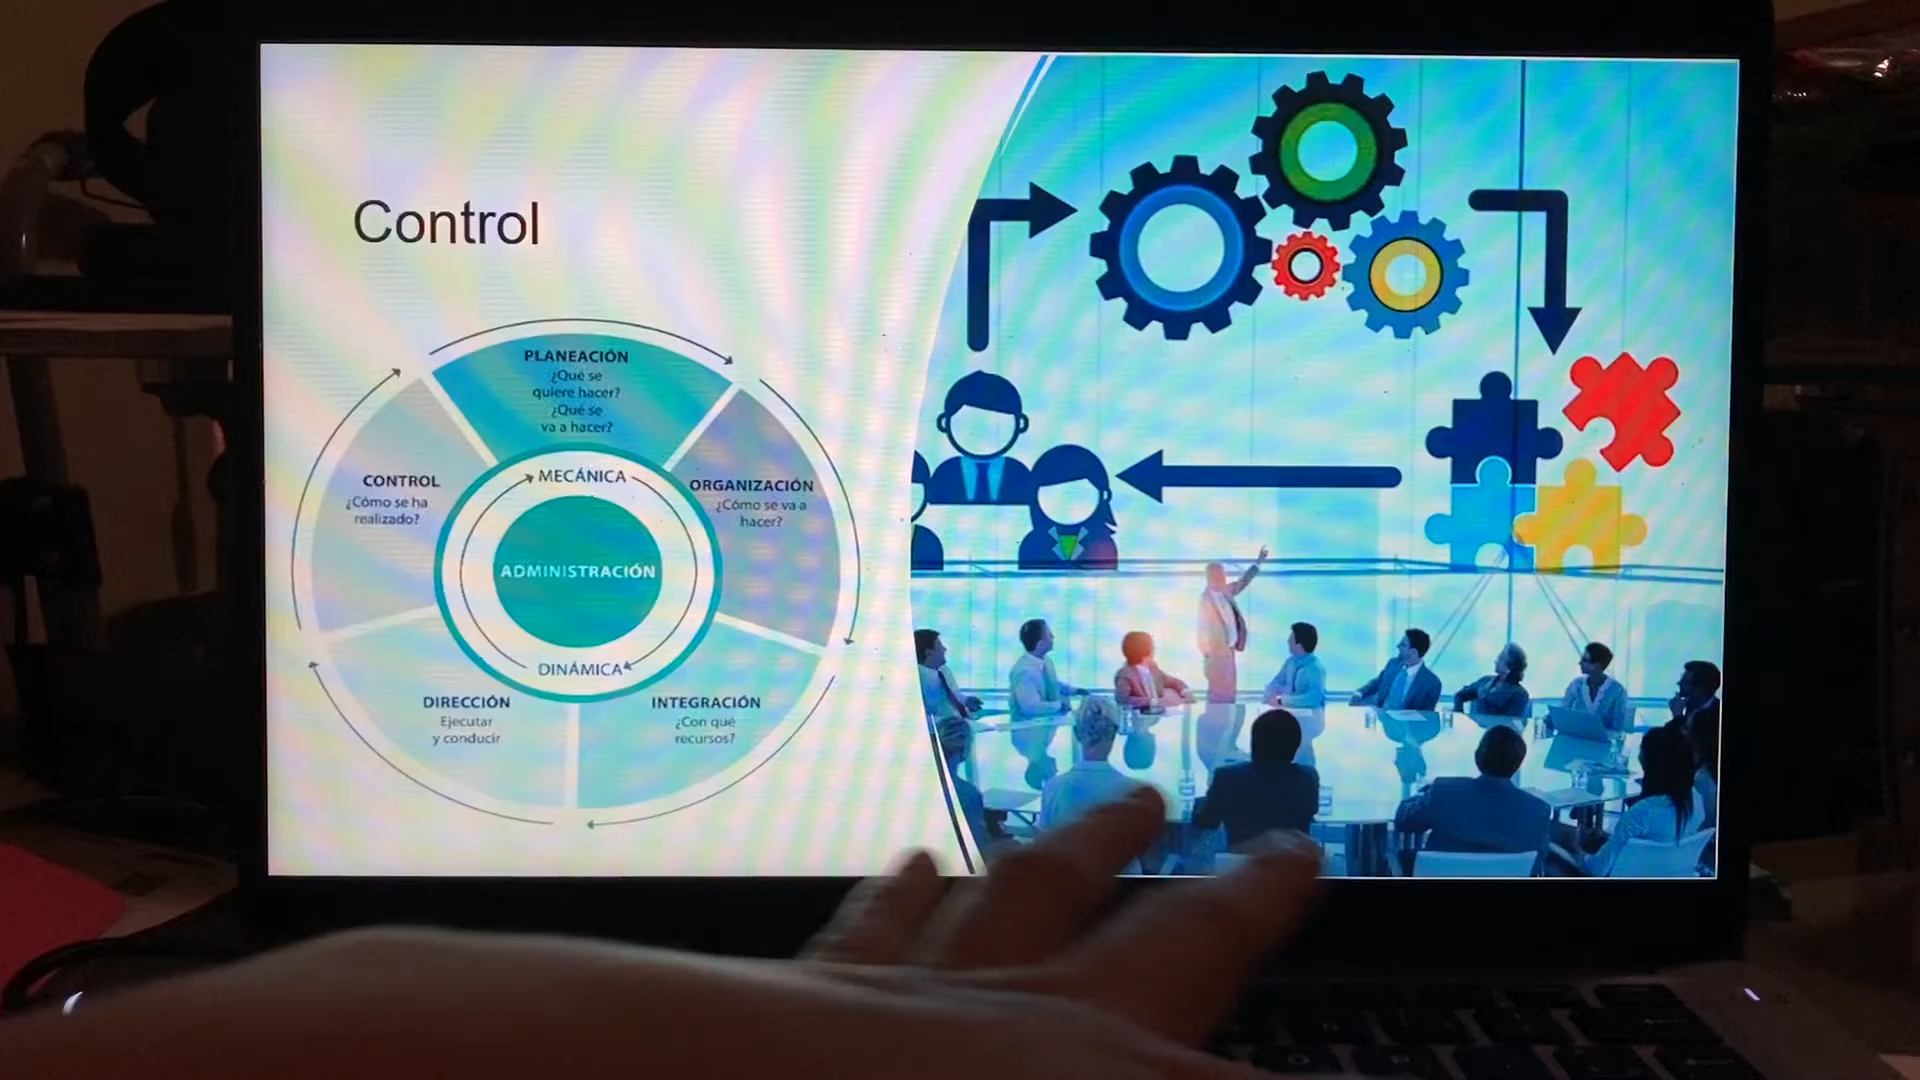 Control
PLANEACIÓN
¿Qué se
quiere hacer?
¿Qué se
va a hacer?
MECÁNICA
CONTROL
¿Cómo se ha
realizado?
ORGANIZACIÓN
¿Cómo se va a
hacer?
ADMINISTRACIÓN
DINÁMICA
DIRECCIÓN
Ejecutar
y conducir
INTEGRACIÓN
¿Con qué
recursos?